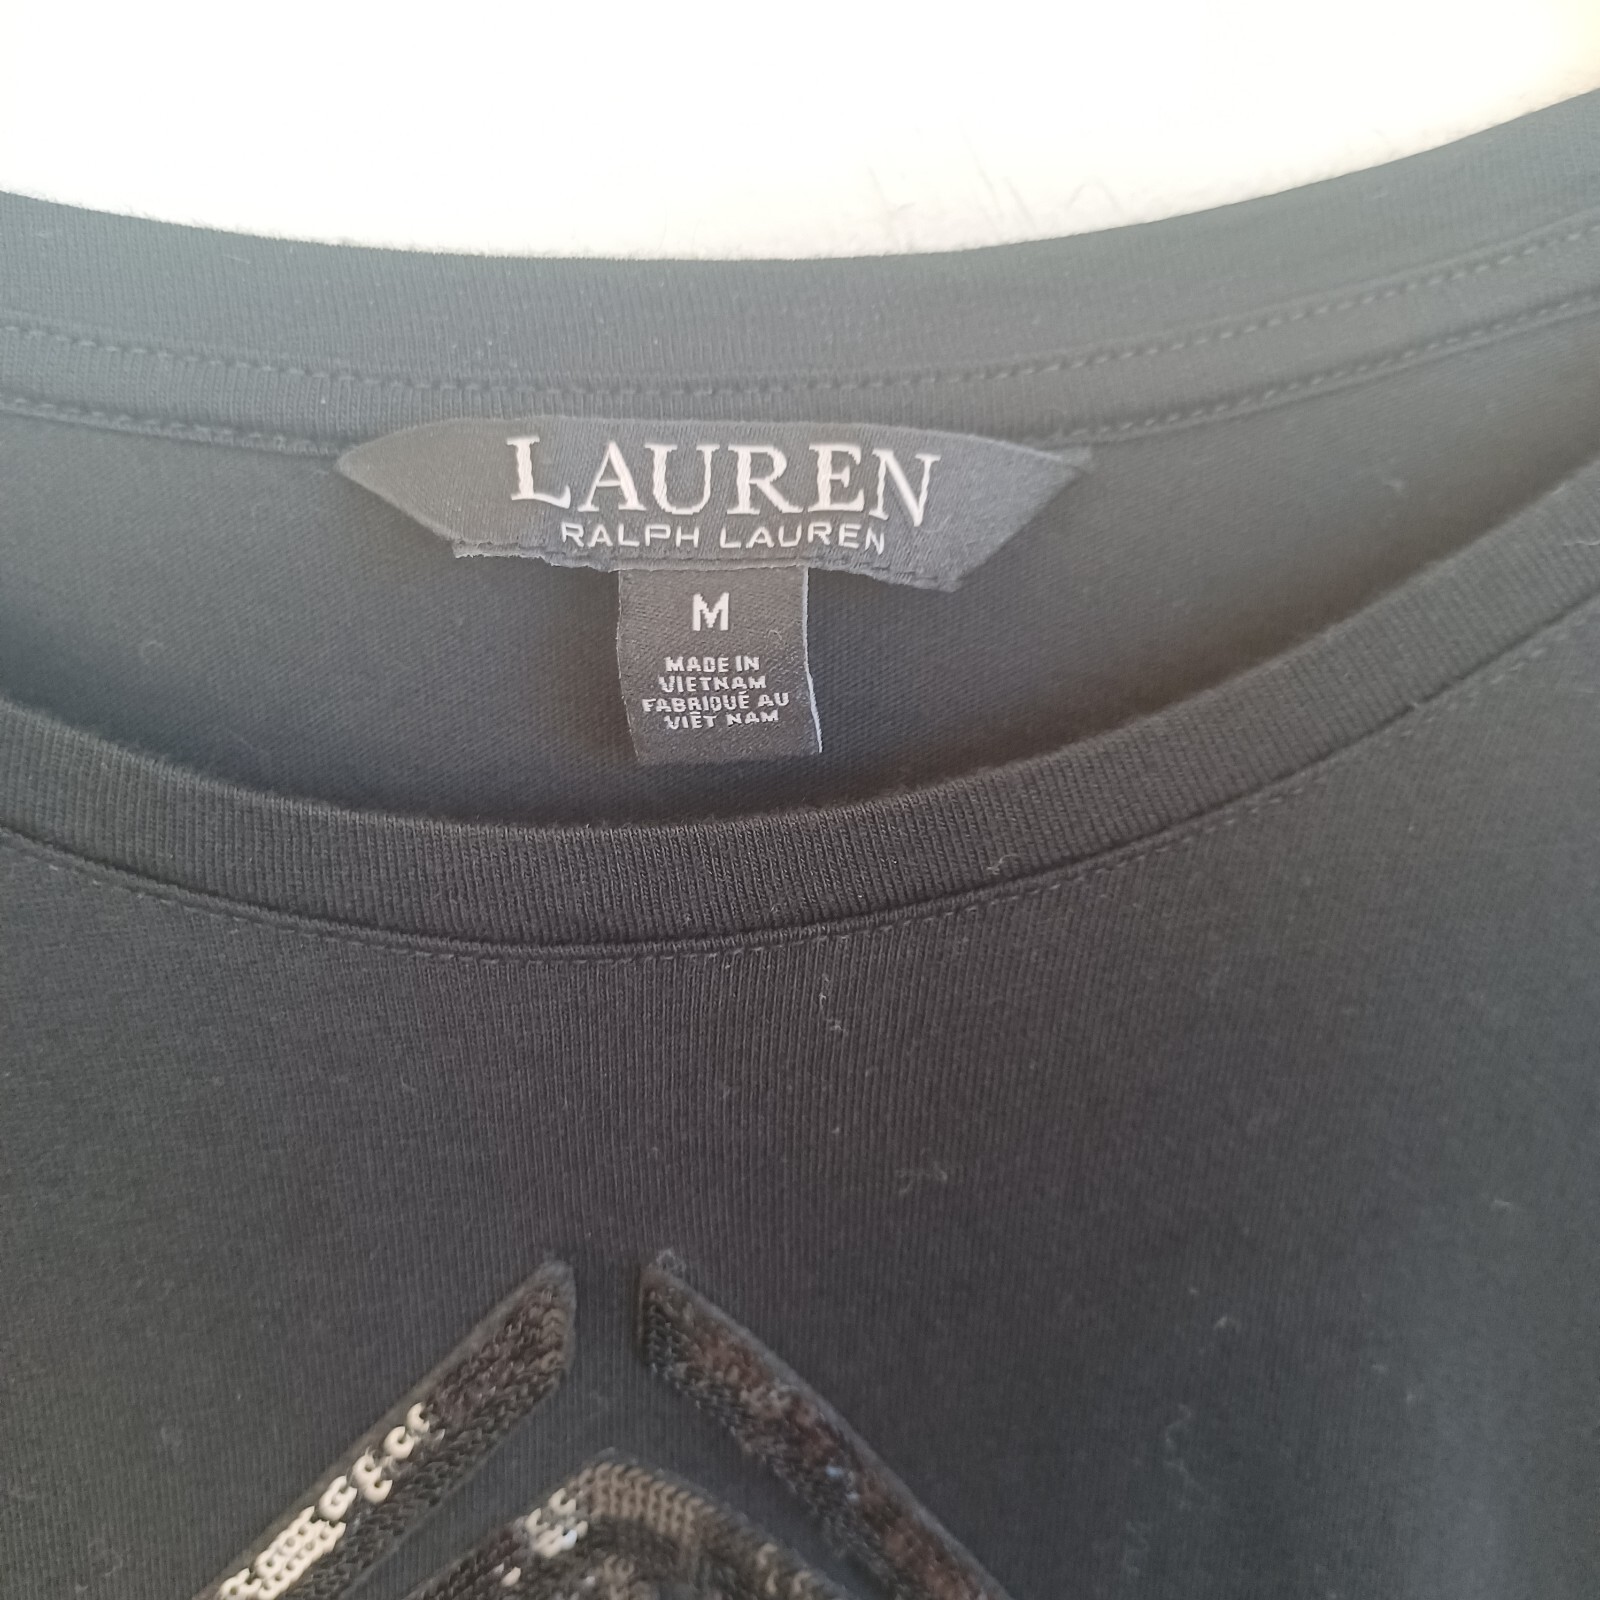 LAUREN
RALPH LAUREN
M
MADE IN
VIETNAM
FABRIQUÉ AU
VIÊT NAM